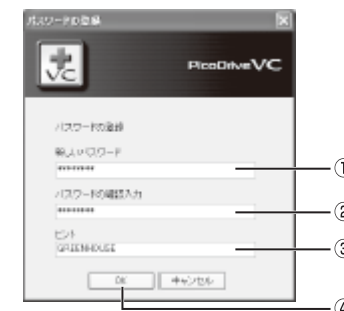 パスワードの登録
VC
PicoDriveVC
パスワードの登録
新しいパスワード
********
①
パスワードの確認入力
********
②
ヒント
GREENHOUSE
③
OK
キャンセル
④